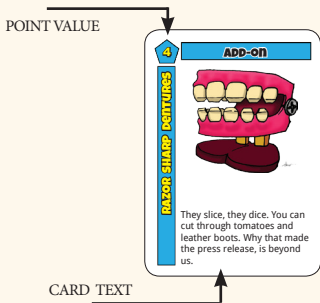 POINT VALUE
4
ADD-ON
RAZOR SHARP DENTURES
They slice, they dice. You can
cut through tomatoes and
leather boots. Why that made
the press release, is beyond
us.
CARD TEXT